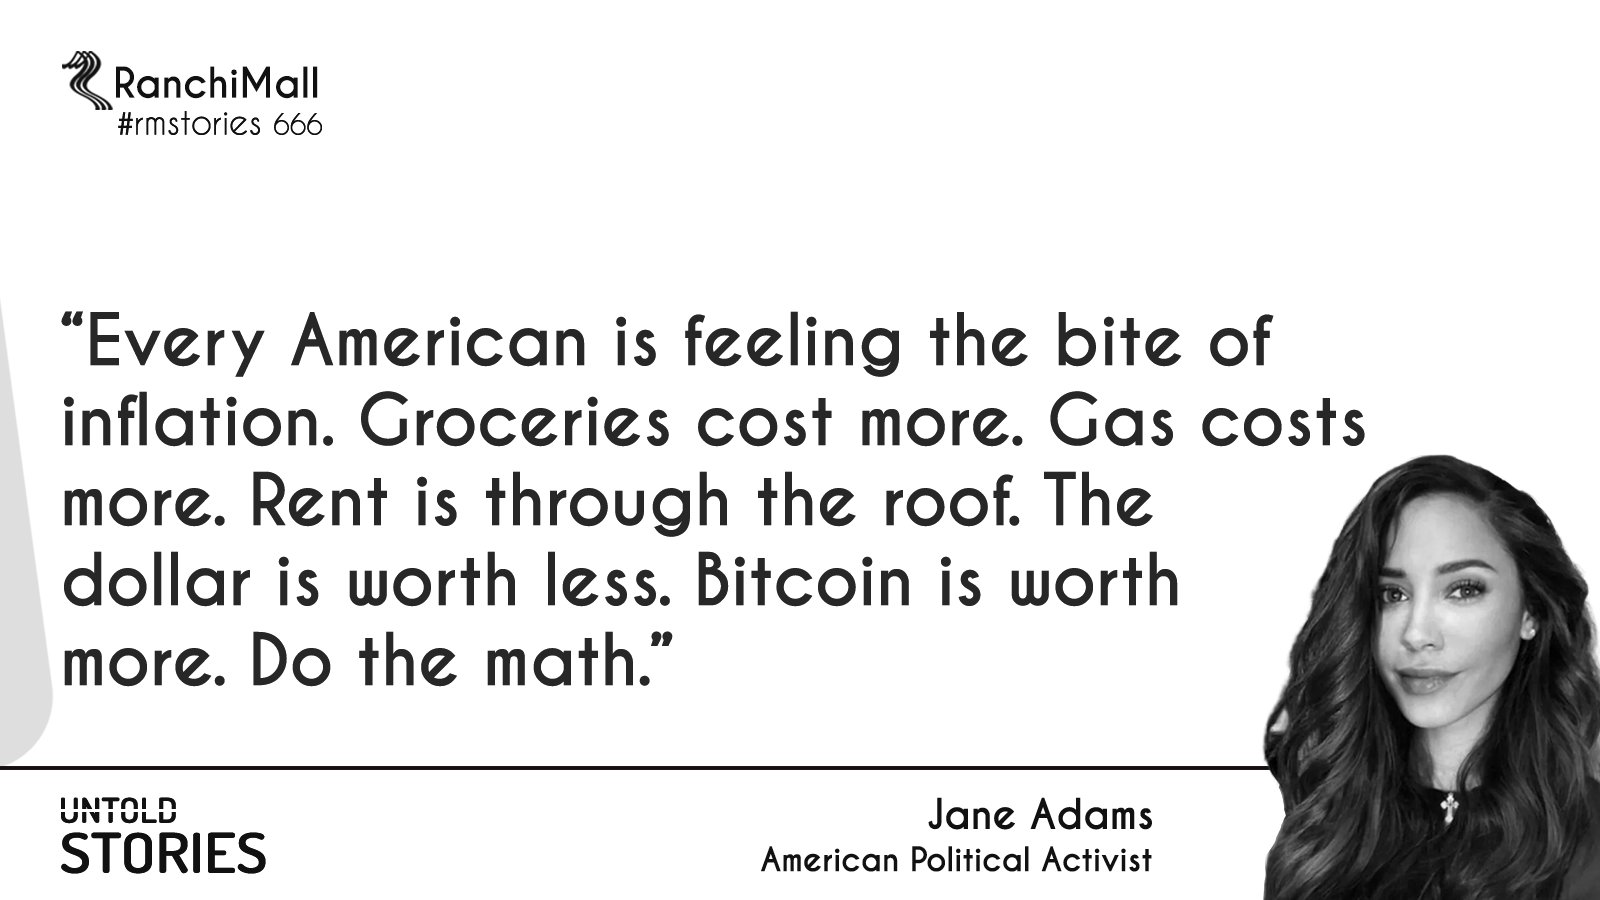 RanchiMall
#rmstories 666
“Every American is feeling the bite of
inflation. Groceries cost more. Gas costs
more. Rent is through the roof. The
dollar is worth less. Bitcoin is worth
more. Do the math.”
UNTOLD
STORIES
Jane Adams
American Political Activist